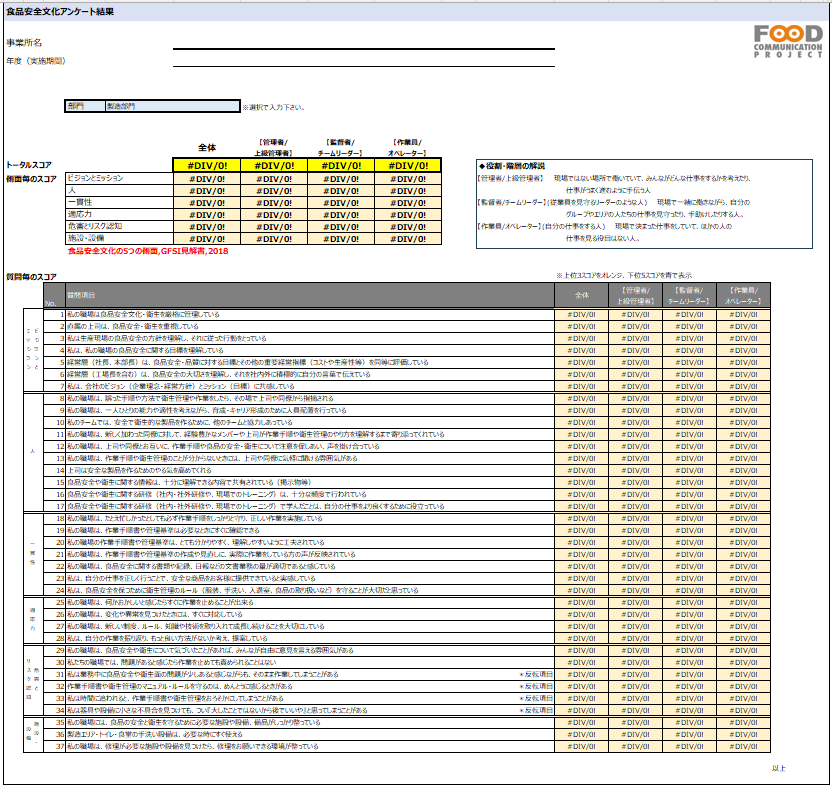 食品安全文化アンケート結果
事業所名
FOOD
COMMUNICATION
PROJECT
年度（実施期間）
部門 製造部門 ※選択で入力下さい。
全体 【管理者/上級管理者】 【監督者/チームリーダー】 【作業員/オペレーター】
トータルスコア #DIV/0! #DIV/0! #DIV/0! #DIV/0!
側面毎のスコア ビジョンとミッション #DIV/0! #DIV/0! #DIV/0! #DIV/0!
人 #DIV/0! #DIV/0! #DIV/0! #DIV/0!
一貫性 #DIV/0! #DIV/0! #DIV/0! #DIV/0!
適応力 #DIV/0! #DIV/0! #DIV/0! #DIV/0!
危害とリスク認知 #DIV/0! #DIV/0! #DIV/0! #DIV/0!
施設・設備 #DIV/0! #DIV/0! #DIV/0! #DIV/0!
食品安全文化の5つの側面,GFSI見解書,2018
◆役割・階層の解説
【管理者/上級管理者】 現場ではない場所で働いていて、みんながどんな仕事をするかを考えたり、
仕事がうまく進むように手伝う人
【監督者/チームリーダー】(従業員を見守るリーダーのような人) 現場で一緒に働きながら、自分の
グループやエリアの人たちの仕事を見守ったり、手助けしたりする人。
【作業員/オペレーター】(自分の仕事をする人) 現場で決まった仕事をしていて、ほかの人の
仕事を見る役目はない人。
質問毎のスコア ※上位3スコアをオレンジ、下位5スコアを青で表示
No. 質問項目 全体 【管理者/上級管理者】 【監督者/チームリーダー】 【作業員/オペレーター】
ビジョンとミッション
1 私の職場は食品安全文化・衛生を厳格に管理している #DIV/0! #DIV/0! #DIV/0! #DIV/0!
2 直属の上司は、食品安全・衛生を重視している #DIV/0! #DIV/0! #DIV/0! #DIV/0!
3 私は生産現場の食品安全の方針を理解し、それに従った行動をとっている #DIV/0! #DIV/0! #DIV/0! #DIV/0!
4 私は、私の職場の食品安全に関する目標を理解している #DIV/0! #DIV/0! #DIV/0! #DIV/0!
5 経営層（社長、本部長）は、食品安全・品質に対する目標とその他の重要経営指標（コストや生産性等）を同等に評価している #DIV/0! #DIV/0! #DIV/0! #DIV/0!
6 経営層（工場長を含む）は、食品安全の大切さを理解し、それを社内外に積極的に自分の言葉で伝えている #DIV/0! #DIV/0! #DIV/0! #DIV/0!
7 私は、会社のビジョン（企業理念・経営方針）とミッション（目標）に共感している #DIV/0! #DIV/0! #DIV/0! #DIV/0!
人
8 私の職場は、誤った手順や方法で衛生管理や作業をしたら、その場で上司や同僚から指摘される #DIV/0! #DIV/0! #DIV/0! #DIV/0!
9 私の職場は、一人ひとりの能力や適性を考えながら、育成・キャリア形成のために人員配置を行っている #DIV/0! #DIV/0! #DIV/0! #DIV/0!
10 私のチームでは、安全で衛生的な製品を作るために、他のチームと協力しあっている #DIV/0! #DIV/0! #DIV/0! #DIV/0!
11 私の職場は、新しく加わった同僚に対して、経験豊かなメンバーや上司が作業手順や衛生管理のやり方を理解するまで寄り添ってくれている #DIV/0! #DIV/0! #DIV/0! #DIV/0!
12 私の職場は、上司や同僚とお互いに、作業手順や食品の安全・衛生について注意を促しあい、声を掛け合っている #DIV/0! #DIV/0! #DIV/0! #DIV/0!
13 私の職場は、作業手順や衛生管理のことが分からないときには、上司や同僚に気軽に聞ける雰囲気がある #DIV/0! #DIV/0! #DIV/0! #DIV/0!
14 上司は安全な製品を作るためのやる気を高めてくれる #DIV/0! #DIV/0! #DIV/0! #DIV/0!
15 食品安全や衛生に関する情報は、十分に理解できる内容で共有されている（掲示物等） #DIV/0! #DIV/0! #DIV/0! #DIV/0!
16 食品安全や衛生に関する研修（社内・社外研修や、現場でのトレーニング）は、十分な頻度で行われている #DIV/0! #DIV/0! #DIV/0! #DIV/0!
17 食品安全や衛生に関する研修（社内・社外研修や、現場でのトレーニング）で学んだことは、自分の仕事をより良くするために役立っている #DIV/0! #DIV/0! #DIV/0! #DIV/0!
一貫性
18 私の職場は、たとえ忙しかったとしても必ず作業手順をしっかりと守り、正しい作業を実施している #DIV/0! #DIV/0! #DIV/0! #DIV/0!
19 私の職場は、作業手順書や管理基準は必要なときにすぐに確認できる #DIV/0! #DIV/0! #DIV/0! #DIV/0!
20 私の職場の作業手順書や管理基準は、とても分かりやすく、理解しやすいように工夫されている #DIV/0! #DIV/0! #DIV/0! #DIV/0!
21 私の職場は、作業手順書や管理基準の作成や見直しに、実際に作業をしている方の声が反映されている #DIV/0! #DIV/0! #DIV/0! #DIV/0!
22 私の職場は、食品安全に関する書類や記録、日報などの文書業務の量が適切であると感じている #DIV/0! #DIV/0! #DIV/0! #DIV/0!
23 私は、自分の仕事を正しく行うことで、安全な商品をお客様に提供できていると実感している #DIV/0! #DIV/0! #DIV/0! #DIV/0!
24 私は、食品安全を保つために衛生管理のルール（服装、手洗い、入退室、食品の取り扱いなど）を守ることが大切だと思っている #DIV/0! #DIV/0! #DIV/0! #DIV/0!
適応力
25 私の職場は、何かおかしいと感じたらすぐに作業を止めることが出来る #DIV/0! #DIV/0! #DIV/0! #DIV/0!
26 私の職場は、変化や異常を見つけたときには、すぐに対応している #DIV/0! #DIV/0! #DIV/0! #DIV/0!
27 私の職場は、新しい制度、ルール、知識や技術を取り入れて成長し続けることを大切にしている #DIV/0! #DIV/0! #DIV/0! #DIV/0!
28 私は、自分の作業を振り返り、もっと良い方法がないか考え、提案している #DIV/0! #DIV/0! #DIV/0! #DIV/0!
危害とリスク認知
29 私の職場は、食品安全や衛生について気づいたことがあれば、みんなが自由に意見を言える雰囲気がある #DIV/0! #DIV/0! #DIV/0! #DIV/0!
30 私たちの職場では、問題があると感じたら作業を止めても責められることはない #DIV/0! #DIV/0! #DIV/0! #DIV/0!
31 私は業務中に食品安全や衛生面の問題が少しあると感じながらも、そのまま作業してしまうことがある ＊反転項目 #DIV/0! #DIV/0! #DIV/0! #DIV/0!
32 作業手順書や衛生管理のマニュアル・ルールを守るのは、めんどうに感じるときがある ＊反転項目 #DIV/0! #DIV/0! #DIV/0! #DIV/0!
33 私は時間に追われると、作業手順書や衛生管理をおろそかにしてしまうことがある ＊反転項目 #DIV/0! #DIV/0! #DIV/0! #DIV/0!
34 私は器具や設備に小さな不具合を見つけても、つい『大したことではないから後でいいや』と思ってしまうことがある ＊反転項目 #DIV/0! #DIV/0! #DIV/0! #DIV/0!
施設・設備
35 私の職場には、食品の安全と衛生を守るために必要な施設や設備、備品がしっかり整っている #DIV/0! #DIV/0! #DIV/0! #DIV/0!
36 製造エリア・トイレ・食堂の手洗い設備は、必要な時にすぐ使える #DIV/0! #DIV/0! #DIV/0! #DIV/0!
37 私の職場は、修理が必要な施設や設備を見つけたら、修理をお願いできる環境が整っている #DIV/0! #DIV/0! #DIV/0! #DIV/0!
以上